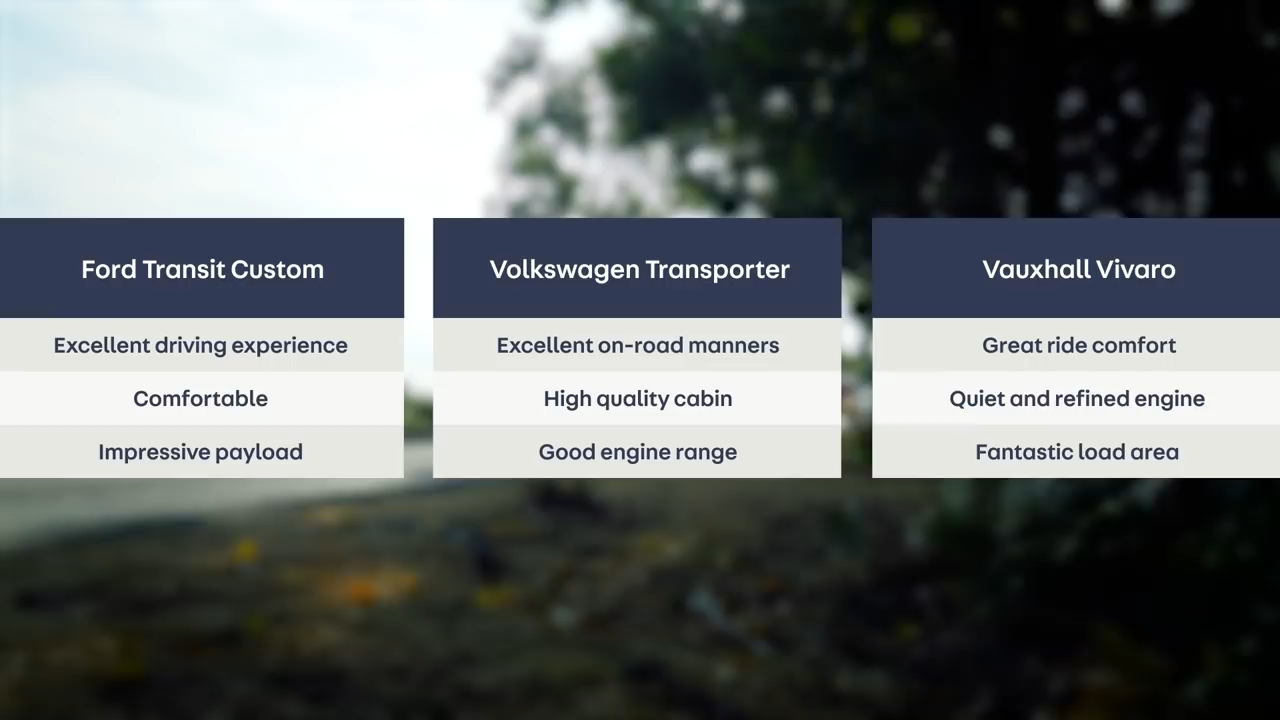 Ford Transit Custom
Excellent driving experience
Comfortable
Impressive payload
Volkswagen Transporter
Excellent on-road manners
High quality cabin
Good engine range
Vauxhall Vivaro
Great ride comfort
Quiet and refined engine
Fantastic load area